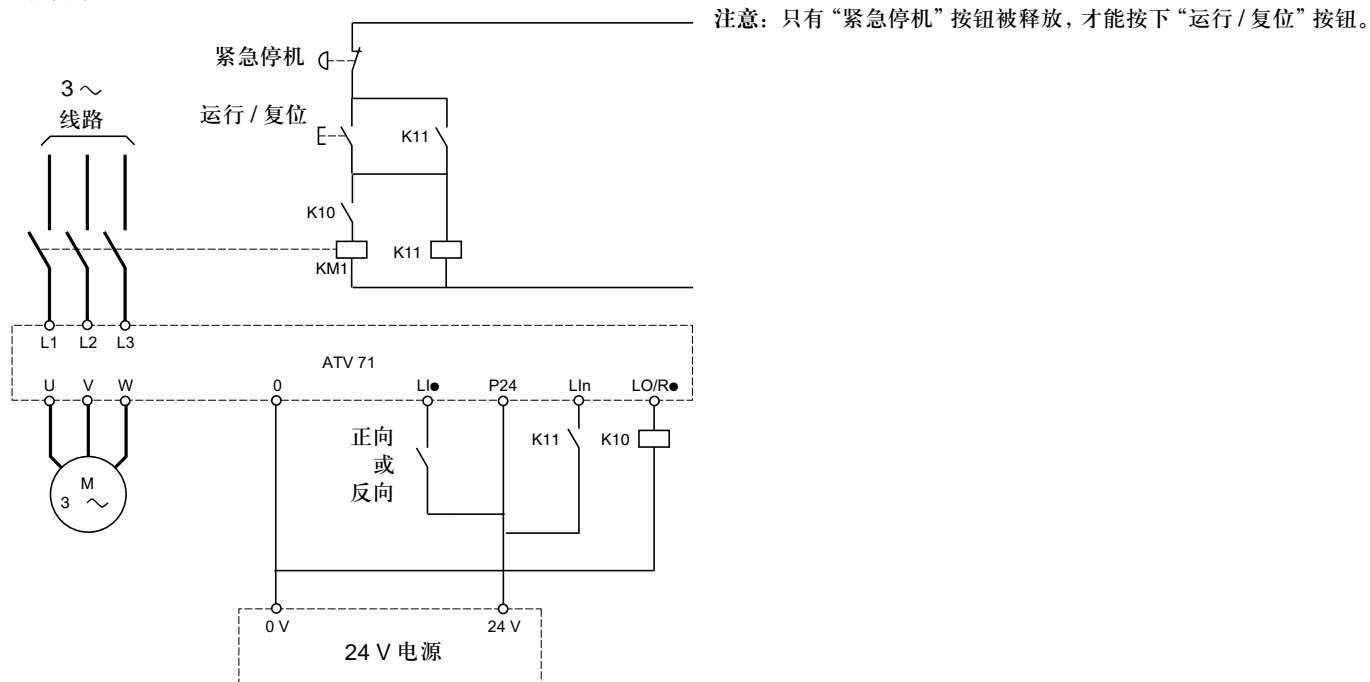 注意：只有“紧急停机”按钮被释放，才能按下“运行 / 复位”按钮。
紧急停机
3
线路
运行 / 复位
K11
K10
KM1
K11
L1 L2 L3
ATV 71
U V W 0 LI● P24 LIn LO/R●
正向
或
反向
K11
K10
M
3
0 V
24 V
24 V 电源